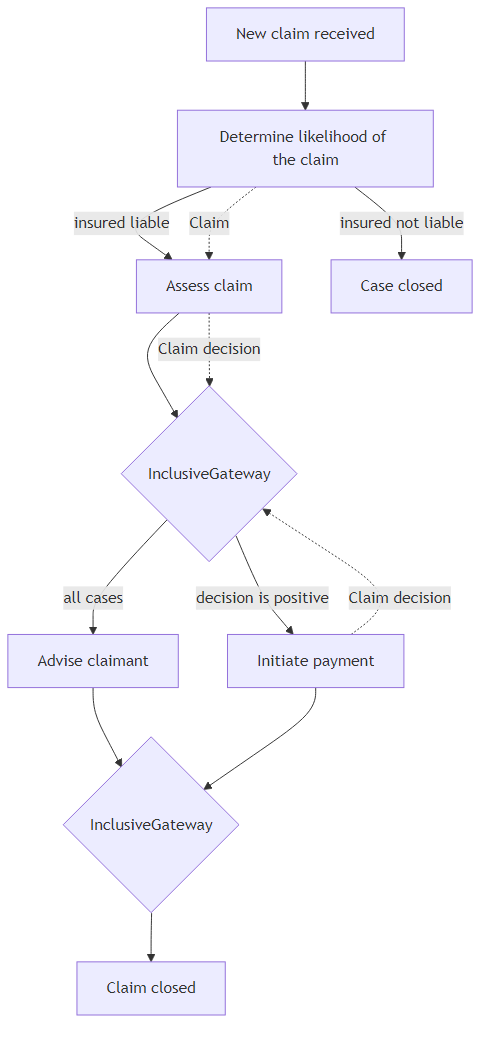 New claim received
Determine likelihood of
the claim
insured liable
Claim
insured not liable
Assess claim
Case closed
Claim decision
InclusiveGateway
all cases
decision is positive
Claim decision
Advise claimant
Initiate payment
InclusiveGateway
Claim closed